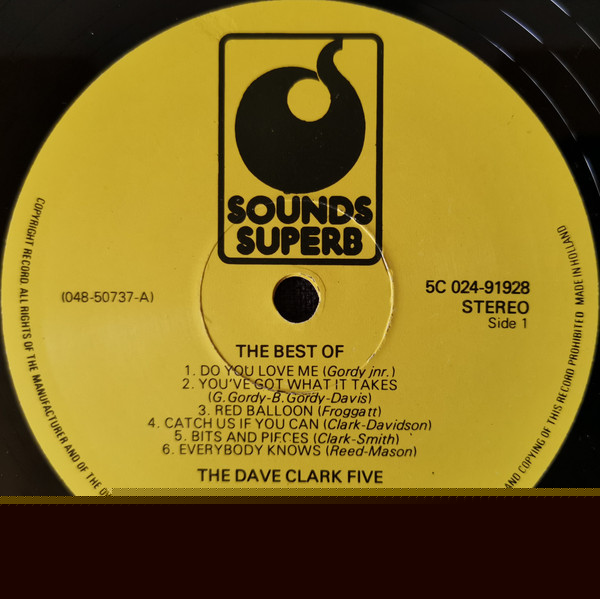 SOUNDS
SUPERB
(048-50737-A)
5C 024-91928
STEREO
Side 1
THE BEST OF
1. DO YOU LOVE ME (Gordy jnr.)
2. YOU'VE GOT WHAT IT TAKES
(G.Gordy-B.Gordy-Davis)
3. RED BALLOON (Froggatt)
4. CATCH US IF YOU CAN (Clark-Davidson)
5. BITS AND PIECES (Clark-Smith)
6. EVERYBODY KNOWS (Reed-Mason)
THE DAVE CLARK FIVE
COPYRIGHT RECORD. ALL RIGHTS OF THE MANUFACTURER AND OF THE
AND COPYING OF THIS RECORD PROHIBITED MADE IN HOLLAND